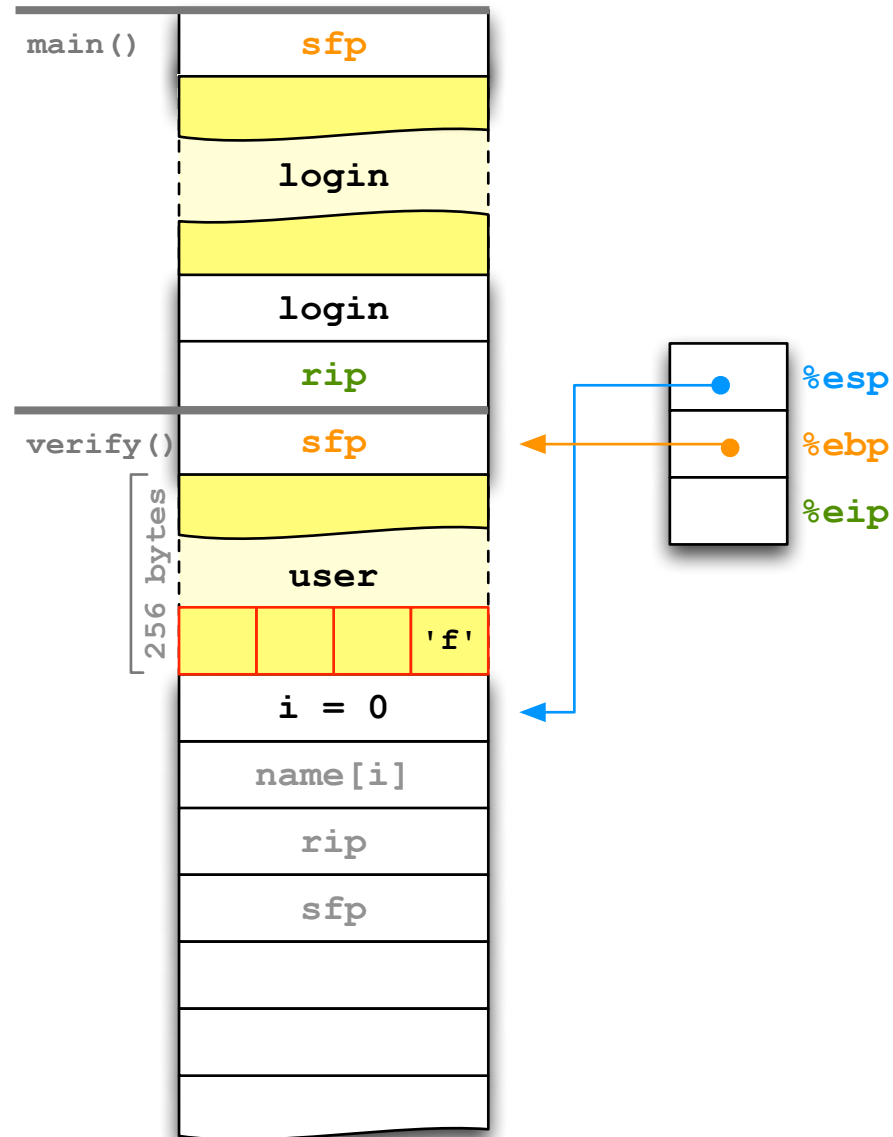 main()
sfp
login
login
rip
%esp
verify()
sfp
%ebp
%eip
256 bytes
user
'f'
i = 0
name[i]
rip
sfp